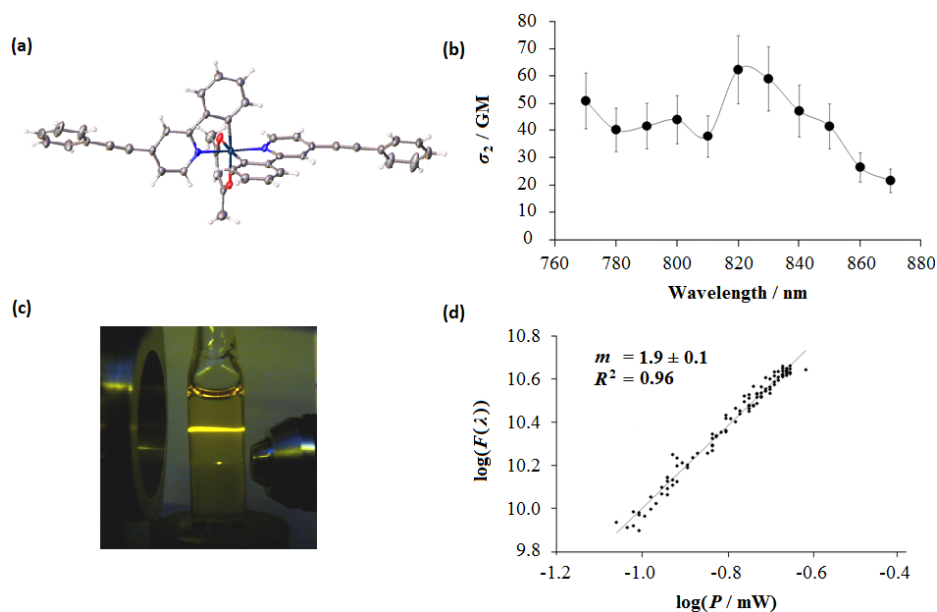 (a)
(b)
80
70
60
50
40
30
20
10
0
σ₂ / GM
760 780 800 820 840 860 880
Wavelength / nm
(c)
(d)
10.8
10.6
10.4
10.2
10.0
9.8
log(F(λ))
m = 1.9 ± 0.1
R² = 0.96
-1.2 -1.0 -0.8 -0.6 -0.4
log(P / mW)